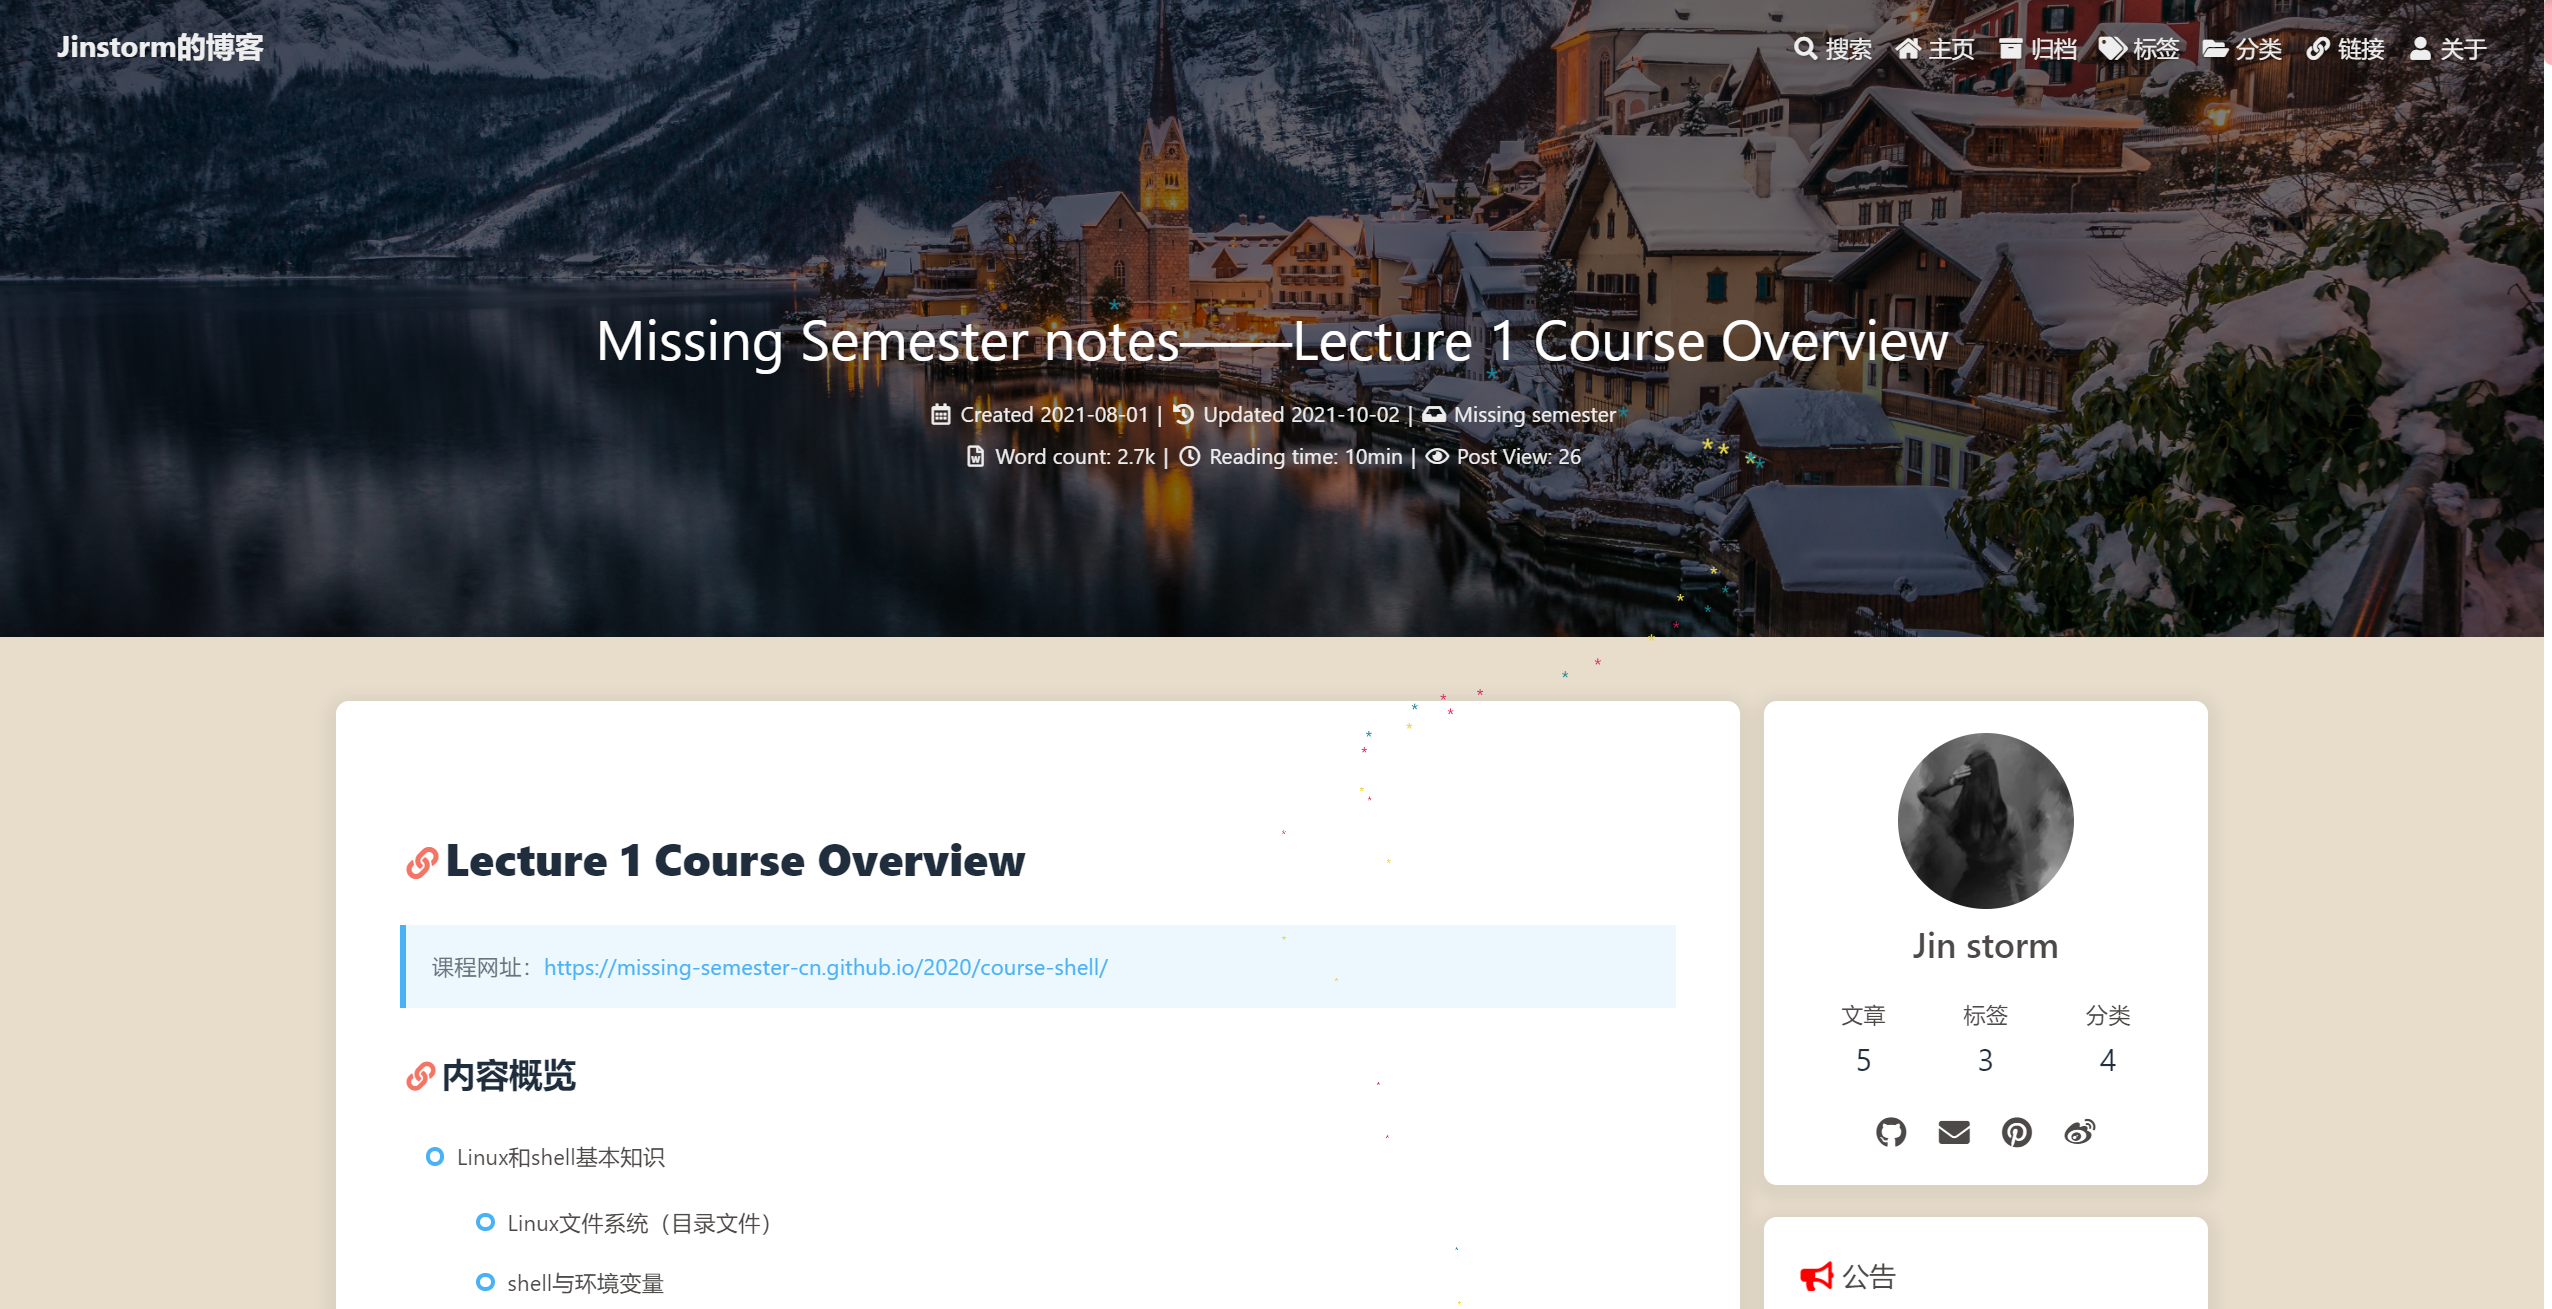 Jinstorm的博客
搜索 主页 归档 标签 分类 链接 关于
Missing Semester notes——Lecture 1 Course Overview
Created 2021-08-01 | Updated 2021-10-02 | Missing semester
Word count: 2.7k | Reading time: 10min | Post View: 26
Lecture 1 Course Overview
课程网址：https://missing-semester-cn.github.io/2020/course-shell/
内容概览
Linux和shell基本知识
Linux文件系统（目录文件）
shell与环境变量
Jin storm
文章 标签 分类
5 3 4
公告